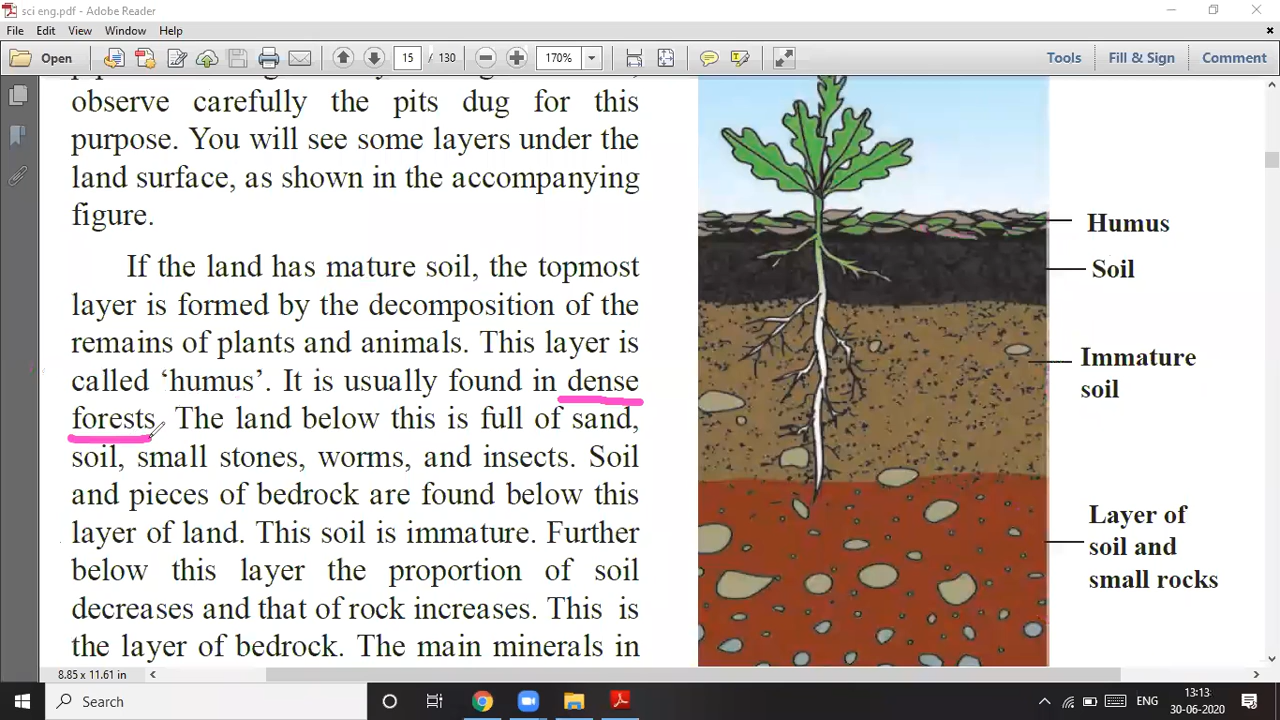 sci eng.pdf - Adobe Reader
File Edit View Window Help
Open 15 / 130 170% Tools Fill & Sign Comment
observe carefully the pits dug for this
purpose. You will see some layers under the
land surface, as shown in the accompanying
figure.
If the land has mature soil, the topmost
layer is formed by the decomposition of the
remains of plants and animals. This layer is
called ‘humus’. It is usually found in dense
forests. The land below this is full of sand,
soil, small stones, worms, and insects. Soil
and pieces of bedrock are found below this
layer of land. This soil is immature. Further
below this layer the proportion of soil
decreases and that of rock increases. This is
the layer of bedrock. The main minerals in
Humus
Soil
Immature
soil
Layer of
soil and
small rocks
8.85 x 11.61 in
Search
ENG
13:13
30-06-2020